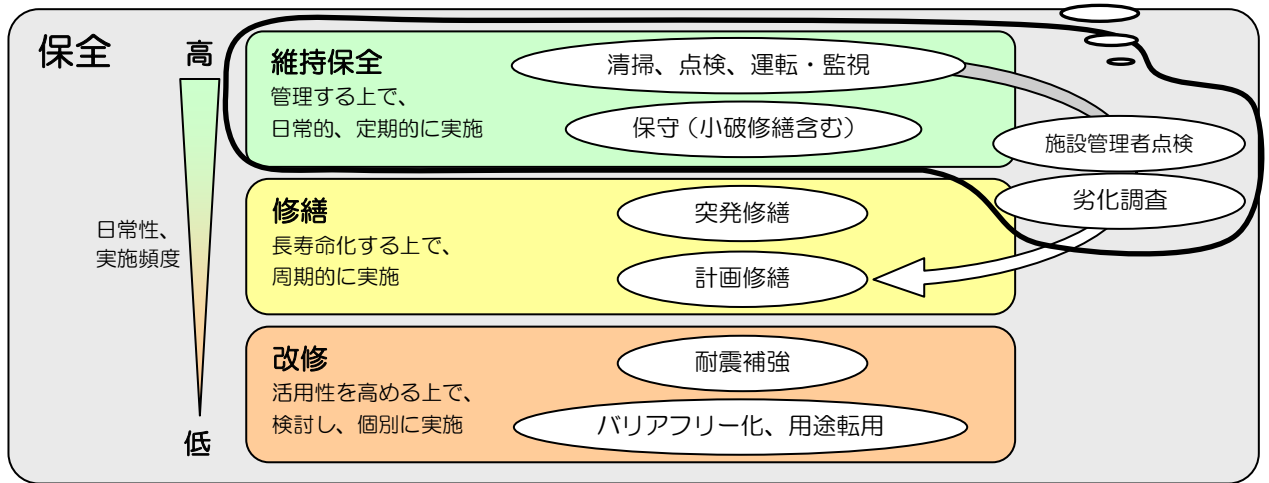 保全
高
日常性、
実施頻度
低
維持保全
管理する上で、
日常的、定期的に実施
清掃、点検、運転・監視
保守（小破修繕含む）
施設管理者点検
劣化調査
修繕
長寿命化する上で、
周期的に実施
突発修繕
計画修繕
改修
活用性を高める上で、
検討し、個別に実施
耐震補強
バリアフリー化、用途転用